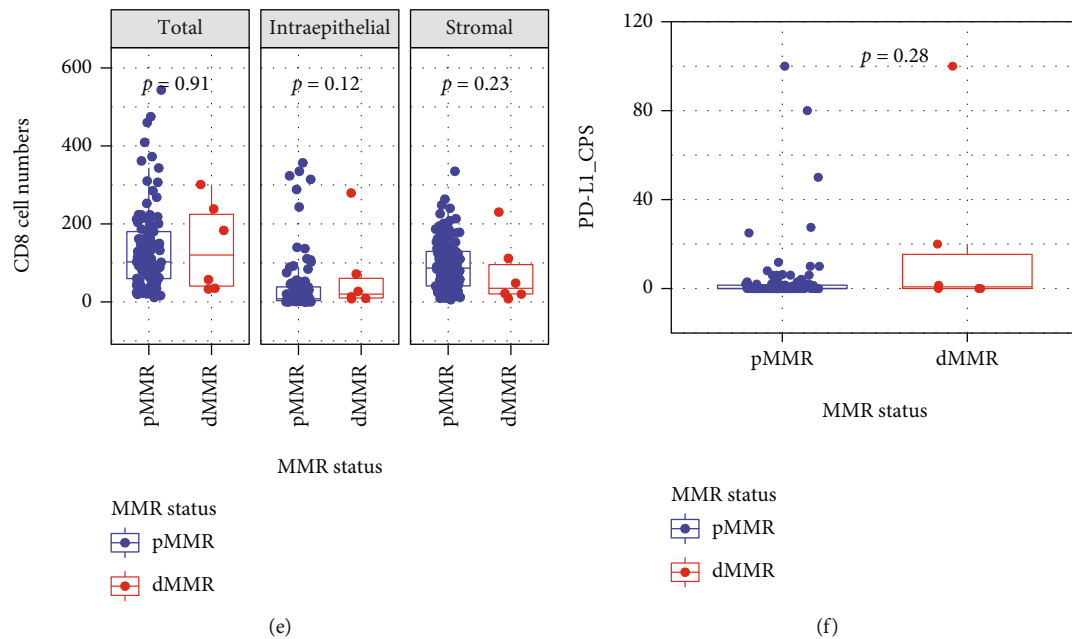 Total
Intraepithelial
Stromal
600
400
200
0
CD8 cell numbers
p = 0.91
p = 0.12
p = 0.23
pMMR
dMMR
pMMR
dMMR
pMMR
dMMR
MMR status
MMR status
pMMR
dMMR
(e)
120
80
40
0
PD-L1_CPS
p = 0.28
pMMR
dMMR
MMR status
MMR status
pMMR
dMMR
(f)